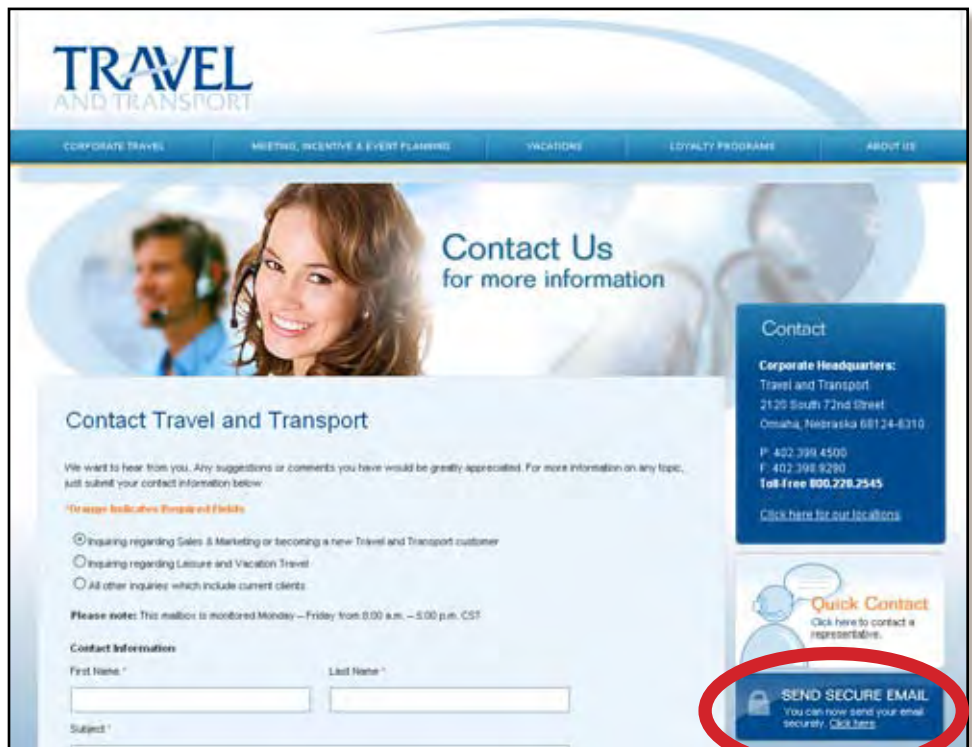 TRAVEL
AND TRANSPORT
CORPORATE TRAVEL
MEETING, INCENTIVE & EVENT PLANNING
VACATIONS
LOYALTY PROGRAMS
ABOUT US
Contact Us
for more information
Contact
Corporate Headquarters:
Travel and Transport
2120 South 72nd Street
Omaha, Nebraska 68124-6310
P: 402.399.4500
F: 402.398.9290
Toll-Free 800.228.2545
Click here for our locations
Contact Travel and Transport
We want to hear from you. Any suggestions or comments you have would be greatly appreciated. For more information on any topic,
just submit your contact information below.
*Orange Indicates Required Fields
Inquiring regarding Sales & Marketing or becoming a new Travel and Transport customer
Inquiring regarding Leisure and Vacation Travel
All other inquiries which include current clients
Please note: This mailbox is monitored Monday – Friday from 8:00 a.m. – 5:00 p.m. CST
Contact Information
First Name *
Last Name *
Subject *
Quick Contact
Click here to contact a
representative.
SEND SECURE EMAIL
You can now send your email
securely. Click here